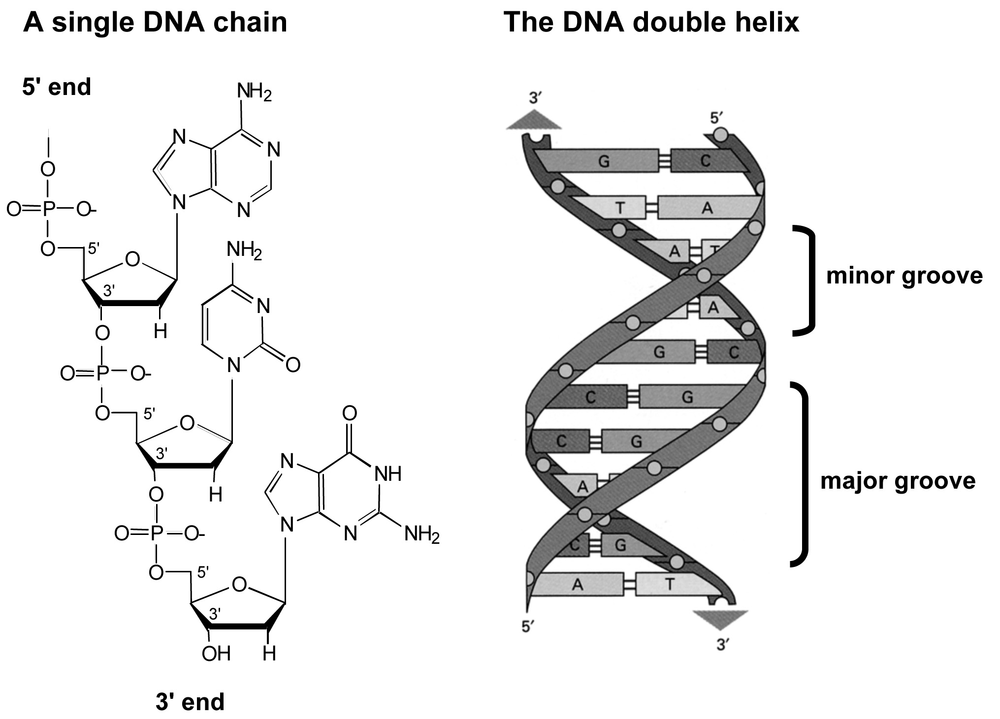 A single DNA chain
The DNA double helix
5' end
NH2
N
N
O
N
N
O=P-O-
O
5'
O
3'
NH2
N
O
H
N
O
O=P-O-
O
5'
O
3'
O
N
NH
O
H
N
N
NH2
O=P-O-
O
5'
O
3'
OH
H
3' end
3′
5′
G C
T A
A T
A
G C
C G
C G
A
C G
A T
5′
3′
minor groove
major groove